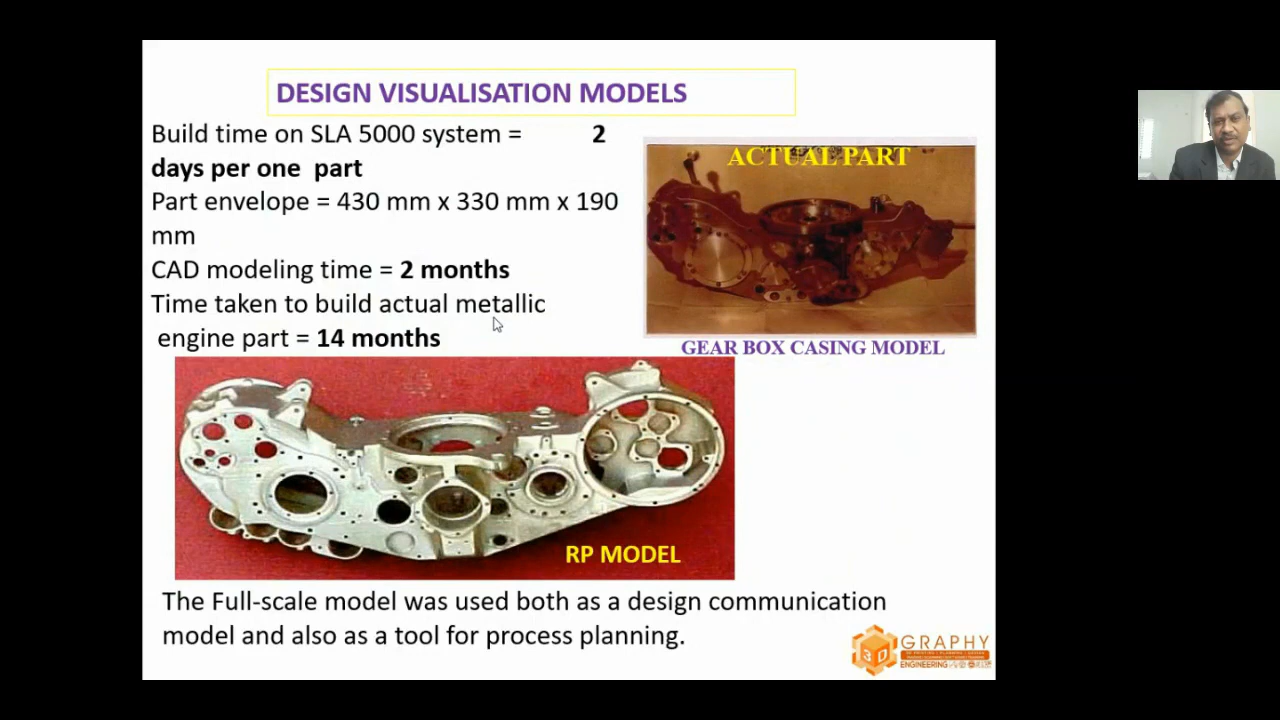 DESIGN VISUALISATION MODELS
Build time on SLA 5000 system = 2
days per one part
Part envelope = 430 mm x 330 mm x 190
mm
CAD modeling time = 2 months
Time taken to build actual metallic
engine part = 14 months
ACTUAL PART
GEAR BOX CASING MODEL
RP MODEL
The Full-scale model was used both as a design communication
model and also as a tool for process planning.
3D
GRAPHY
ENGINEERING